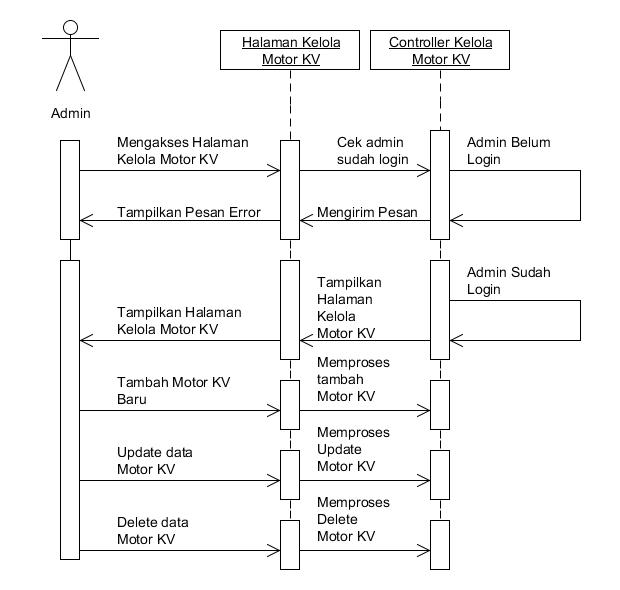 Halaman Kelola
Motor KV
Controller Kelola
Motor KV
Admin
Mengakses Halaman
Kelola Motor KV
Cek admin
sudah login
Admin Belum
Login
Tampilkan Pesan Error
Mengirim Pesan
Admin Sudah
Login
Tampilkan
Halaman
Kelola
Motor KV
Tampilkan Halaman
Kelola Motor KV
Tambah Motor KV
Baru
Memproses
tambah
Motor KV
Update data
Motor KV
Memproses
Update
Motor KV
Delete data
Motor KV
Memproses
Delete
Motor KV